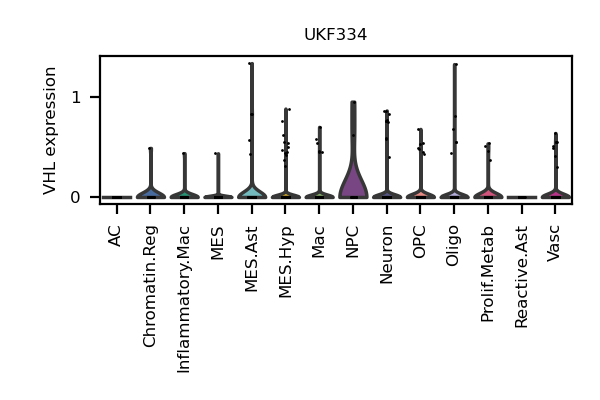 UKF334
VHL expression
1
0
AC
Chromatin.Reg
Inflammatory.Mac
MES
MES.Ast
MES.Hyp
Mac
NPC
Neuron
OPC
Oligo
Prolif.Metab
Reactive.Ast
Vasc